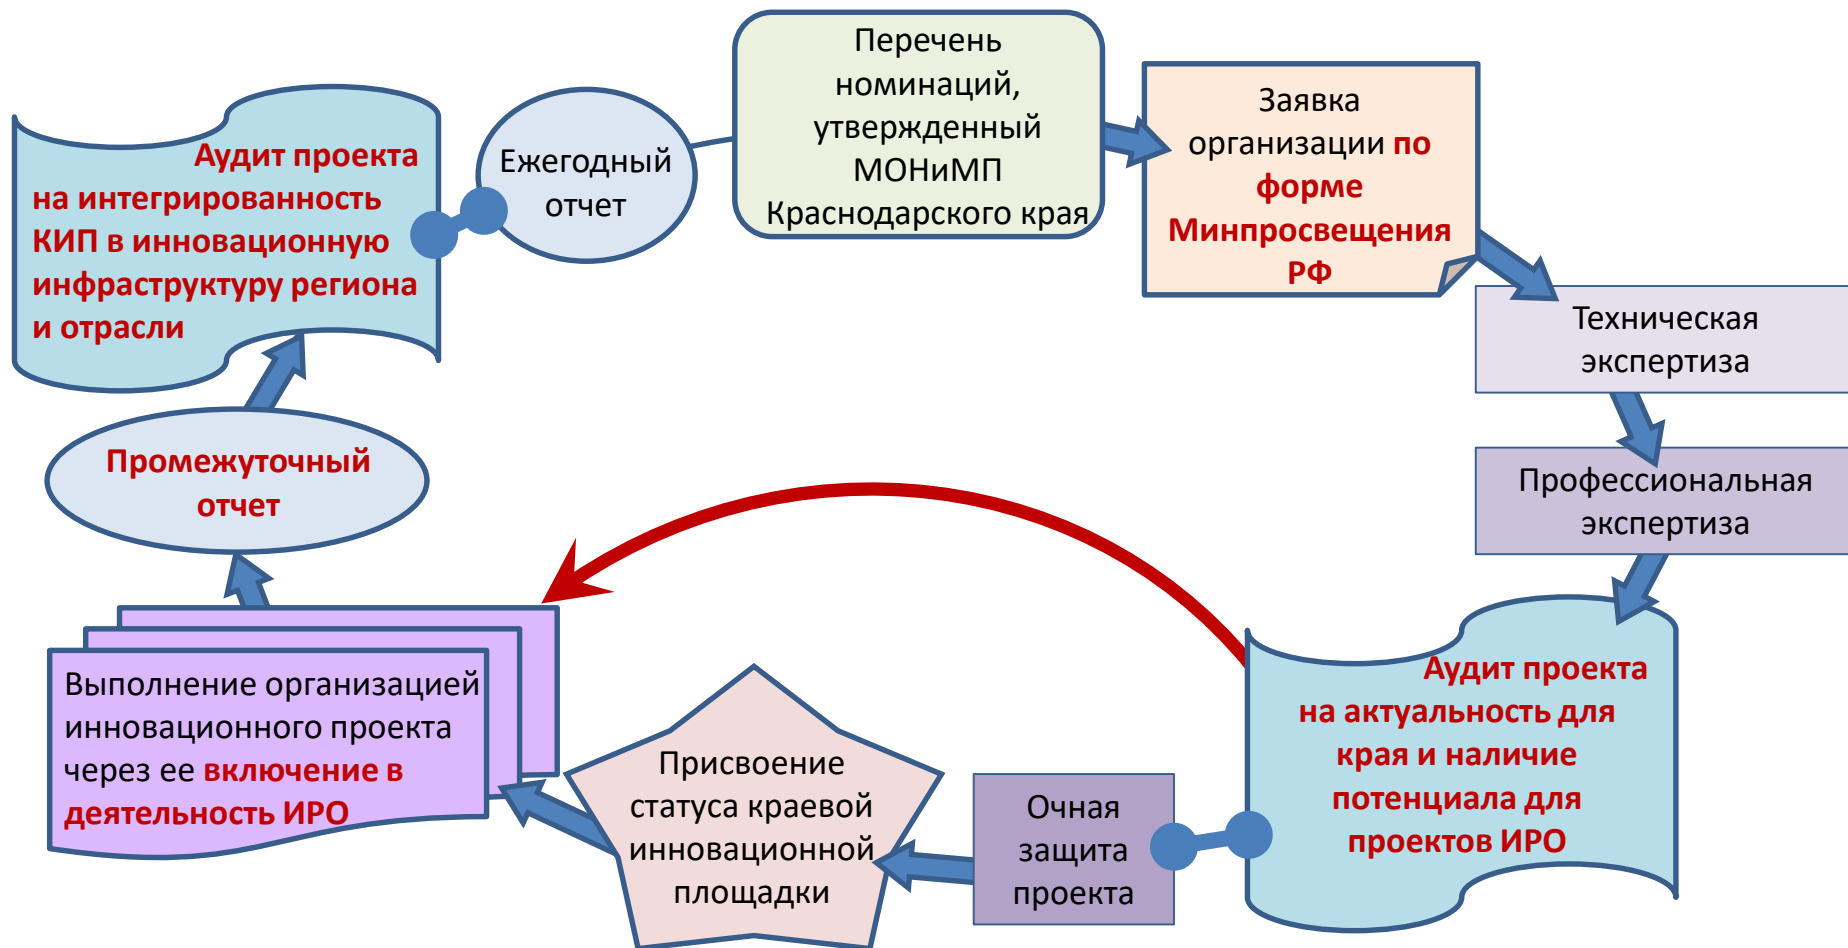 Перечень
номинаций,
утвержденный
МОНиМП
Краснодарского края
Заявка
организации по
форме
Минпросвещения
РФ
Техническая
экспертиза
Профессиональная
экспертиза
Аудит проекта
на актуальность для
края и наличие
потенциала для
проектов ИРО
Очная
защита
проекта
Присвоение
статуса краевой
инновационной
площадки
Выполнение организацией
инновационного проекта
через ее включение в
деятельность ИРО
Промежуточный
отчет
Аудит проекта
на интегрированность
КИП в инновационную
инфраструктуру региона
и отрасли
Ежегодный
отчет